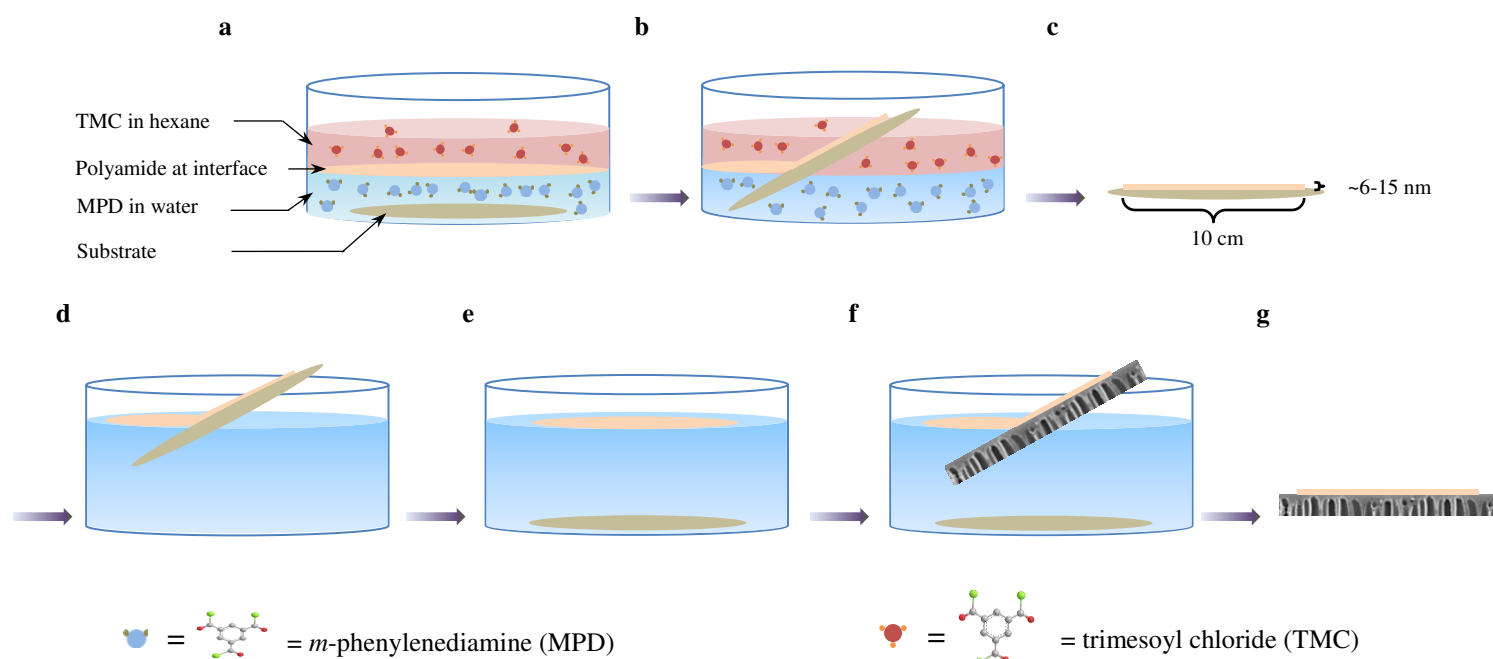 a
b
c
TMC in hexane
Polyamide at interface
MPD in water
Substrate
~6-15 nm
10 cm
d
e
f
g
= = m-phenylenediamine (MPD)
= = trimesoyl chloride (TMC)